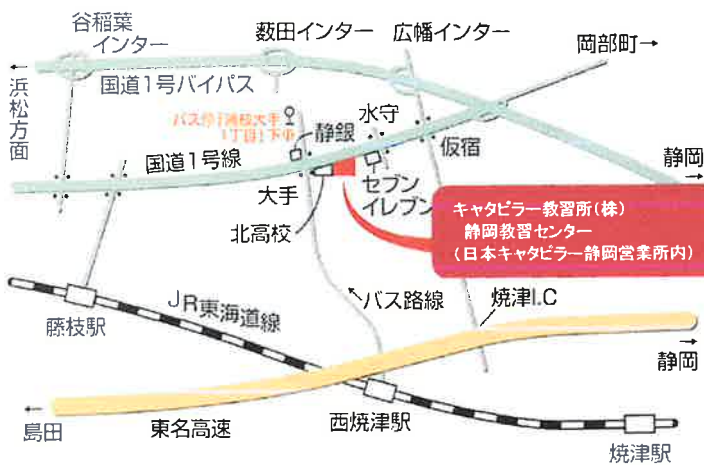 谷稲葉
インター
薮田インター
広幡インター
岡部町→
←
浜松方面
国道1号バイパス
水守
静銀
バス停「藤枝大手
1丁目」下車
国道1号線
仮宿
静岡
→
大手
セブン
イレブン
北高校
キャタピラー教習所(株)
静岡教習センター
(日本キャタピラー静岡営業所内)
JR東海道線
←バス路線
焼津I.C
藤枝駅
→
静岡
←
島田
東名高速
西焼津駅
焼津駅